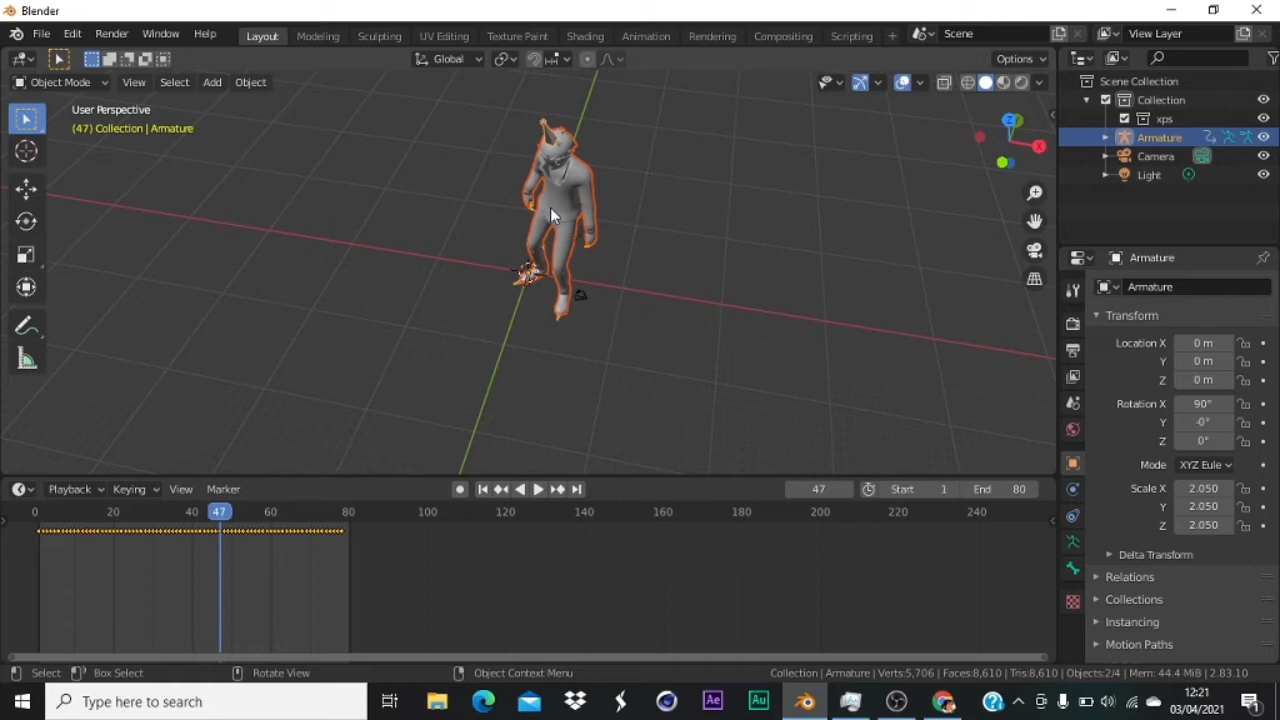 Blender
File Edit Render Window Help Layout Modeling Sculpting UV Editing Texture Paint Shading Animation Rendering Compositing Scripting + Scene View Layer
Global Options
Object Mode View Select Add Object
User Perspective
(47) Collection | Armature
Z
X
Scene Collection
Collection
xps
Armature
Camera
Light
Armature
Armature
Transform
Location X 0 m
Y 0 m
Z 0 m
Rotation X 90°
Y -0°
Z 0°
Mode XYZ Eule
Scale X 2.050
Y 2.050
Z 2.050
Delta Transform
Relations
Collections
Instancing
Motion Paths
Playback Keying View Marker 47 Start 1 End 80
0 20 40 47 60 80 100 120 140 160 180 200 220 240
Select Box Select Rotate View Object Context Menu Collection | Armature | Verts:5,706 | Faces:8,610 | Tris:8,610 | Objects:2/4 | Mem: 44.4 MiB | 2.83.10
Type here to search Ae Au 12:21
03/04/2021